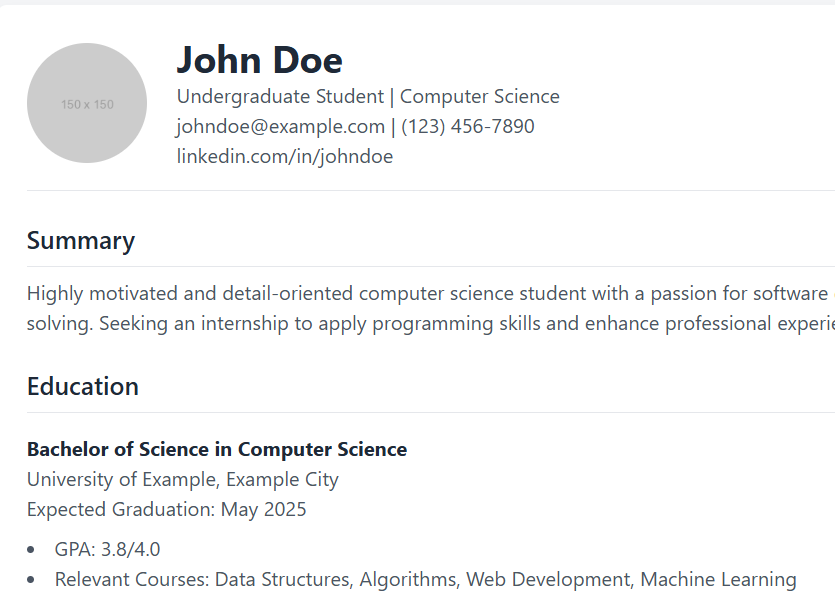 150 x 150
John Doe
Undergraduate Student | Computer Science
johndoe@example.com | (123) 456-7890
linkedin.com/in/johndoe
Summary
Highly motivated and detail-oriented computer science student with a passion for software
solving. Seeking an internship to apply programming skills and enhance professional
Education
Bachelor of Science in Computer Science
University of Example, Example City
Expected Graduation: May 2025
• GPA: 3.8/4.0
• Relevant Courses: Data Structures, Algorithms, Web Development, Machine Learning